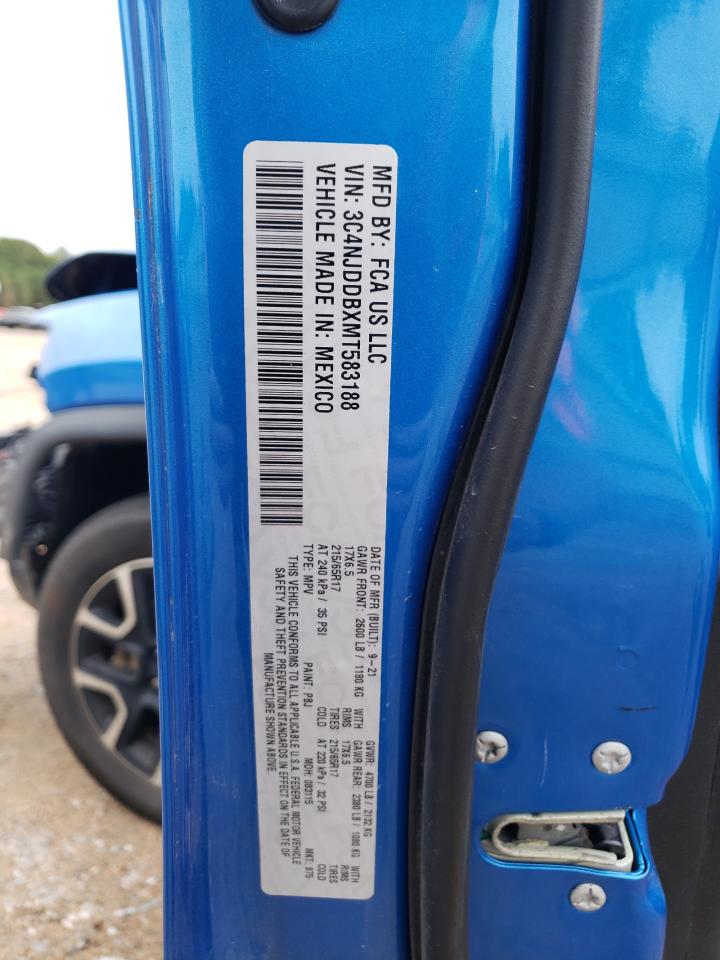 MFD BY: FCA US LLC
VIN: 3C4NJDDBXMT583188
VEHICLE MADE IN: MEXICO
DATE OF MFR (BUILT): 9-21 GVWR: 4700 LB / 2132 KG
GAWR FRONT: 2600 LB / 1180 KG WITH GAWR REAR: 2380 LB / 1080 KG WITH
17X6.5 RIMS 17X6.5 RIMS
215/65R17 TIRES 215/65R17 TIRES
AT 240 kPa / 35 PSI COLD AT 220 kPa / 32 PSI COLD
TYPE: MPV PAINT: PBJ MDH: 083115 MKT: 975
THIS VEHICLE CONFORMS TO ALL APPLICABLE U.S.A. FEDERAL MOTOR VEHICLE
SAFETY AND THEFT PREVENTION STANDARDS IN EFFECT ON THE DATE OF
MANUFACTURE SHOWN ABOVE.